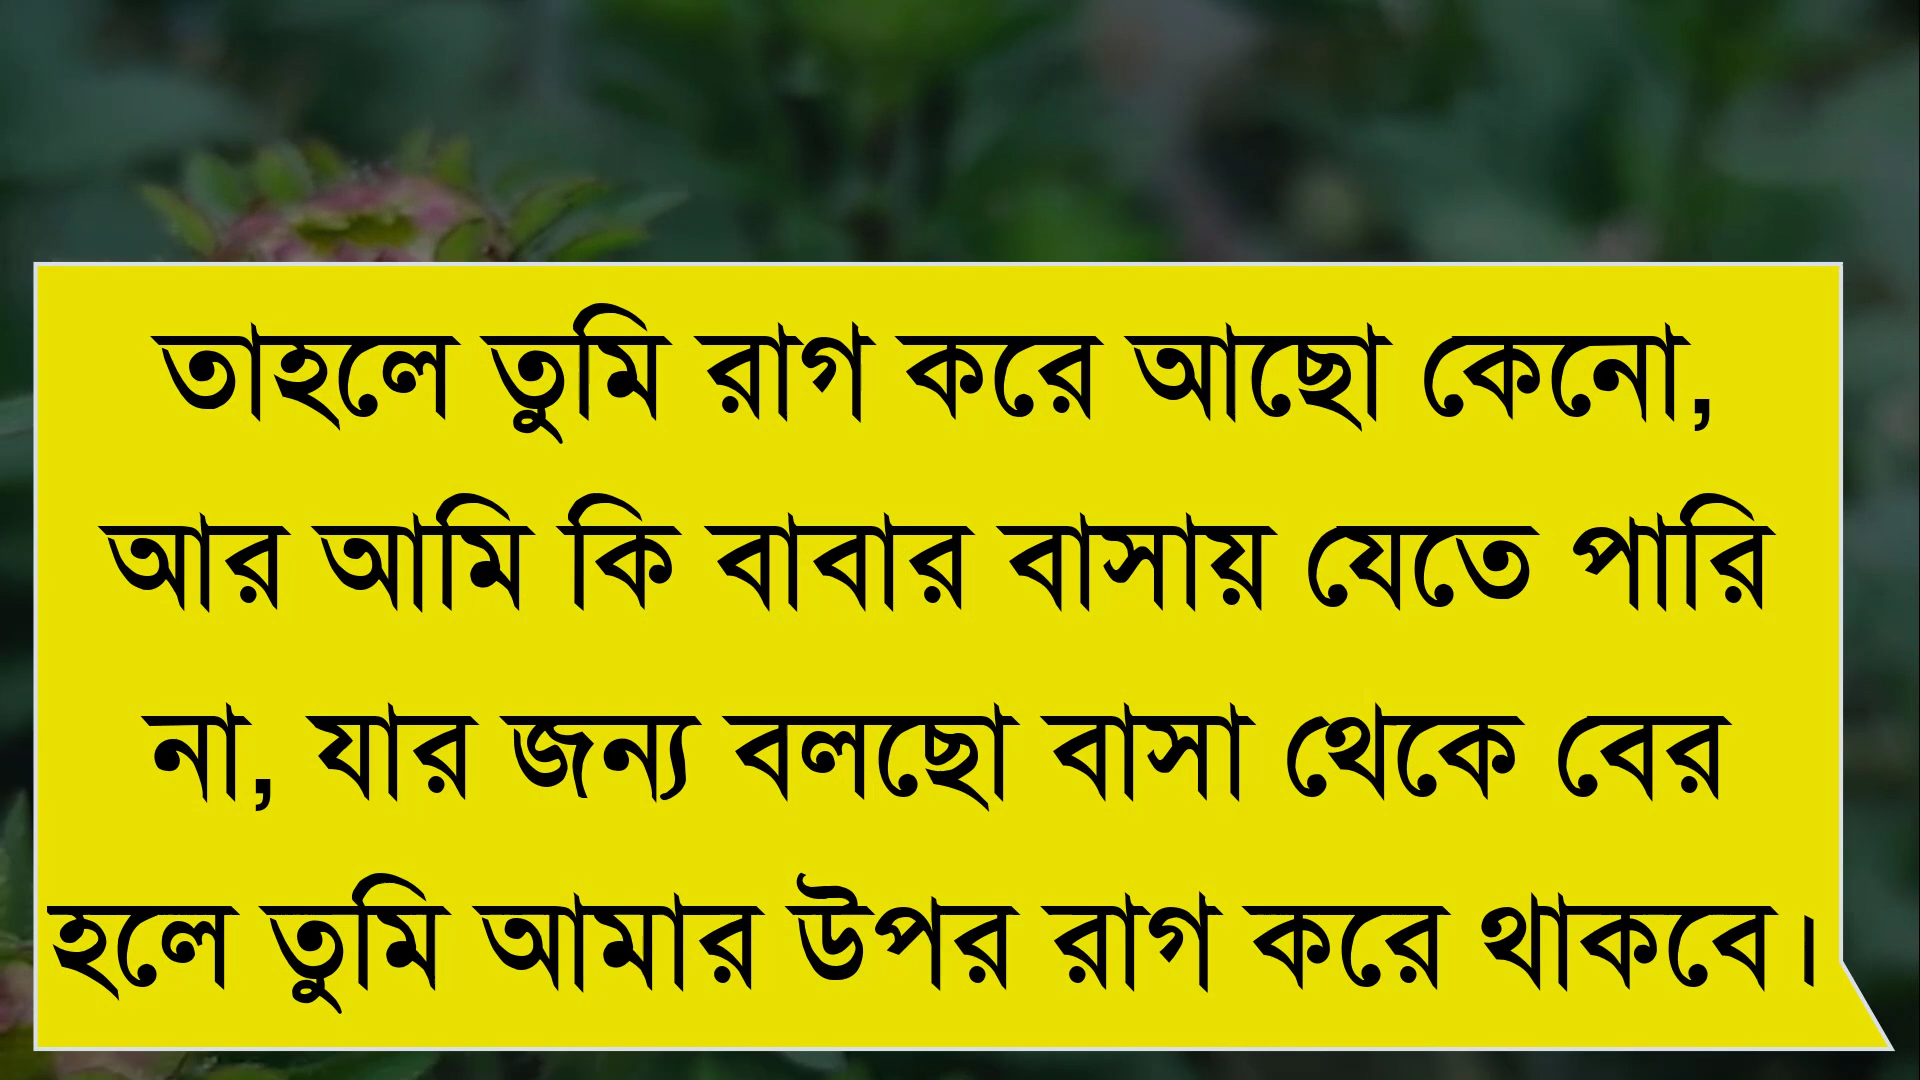 তাহলে তুমি রাগ করে আছো কেনো,
আর আমি কি বাবার বাসায় যেতে পারি
না, যার জন্য বলছো বাসা থেকে বের
হলে তুমি আমার উপর রাগ করে থাকবে।